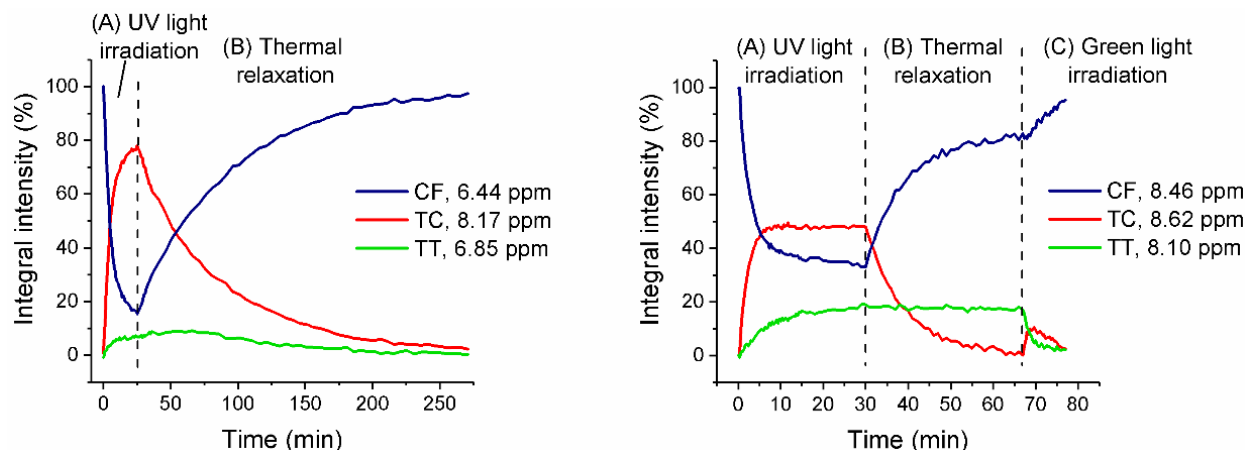 (A) UV light
irradiation
(B) Thermal
relaxation
100
80
60
40
20
0
Integral intensity (%)
CF, 6.44 ppm
TC, 8.17 ppm
TT, 6.85 ppm
0 50 100 150 200 250
Time (min)
(A) UV light
irradiation
(B) Thermal
relaxation
(C) Green light
irradiation
100
80
60
40
20
0
Integral intensity (%)
CF, 8.46 ppm
TC, 8.62 ppm
TT, 8.10 ppm
0 10 20 30 40 50 60 70 80
Time (min)